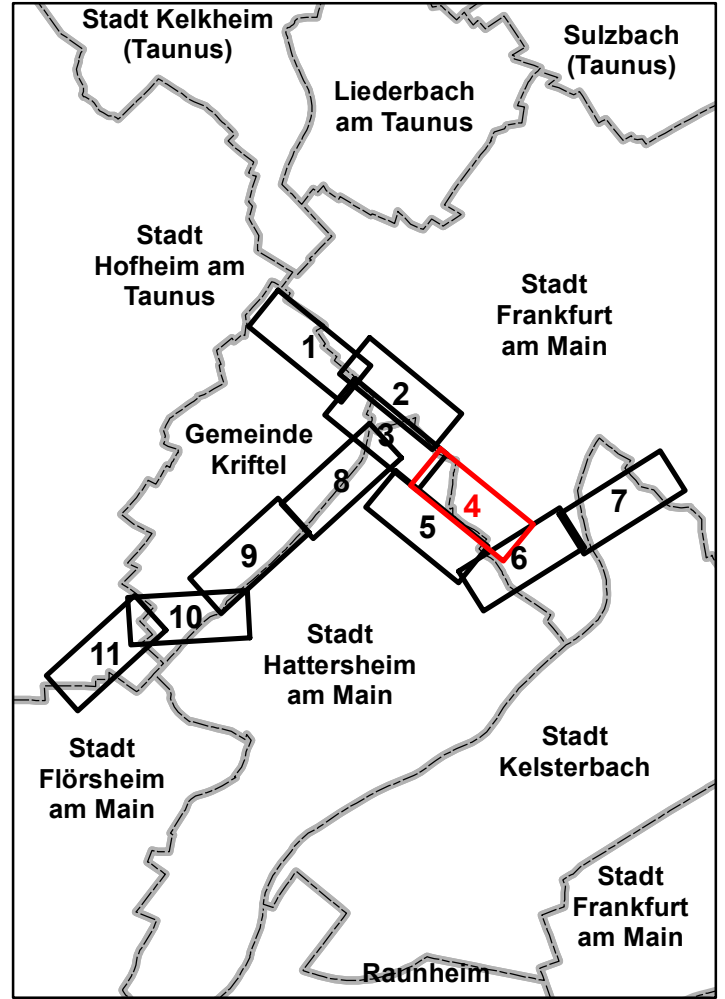 Stadt Kelkheim
(Taunus)
Sulzbach
(Taunus)
Liederbach
am Taunus
Stadt
Hofheim am
Taunus
Stadt
Frankfurt
am Main
1
2
3
Gemeinde
Kriftel
8
4
7
5
6
9
10
11
Stadt
Hattersheim
am Main
Stadt
Flörsheim
am Main
Stadt
Kelsterbach
Stadt
Frankfurt
am Main
Raunheim